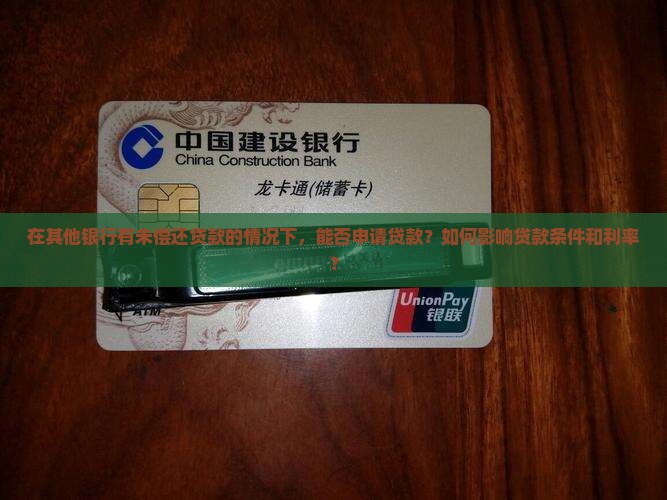 中国建设银行
China Construction Bank
龙卡通(储蓄卡)
在其他银行有未偿还贷款的情况下，能否申请贷款？如何影响贷款条件和利率
？
ATM
UnionPay
银联